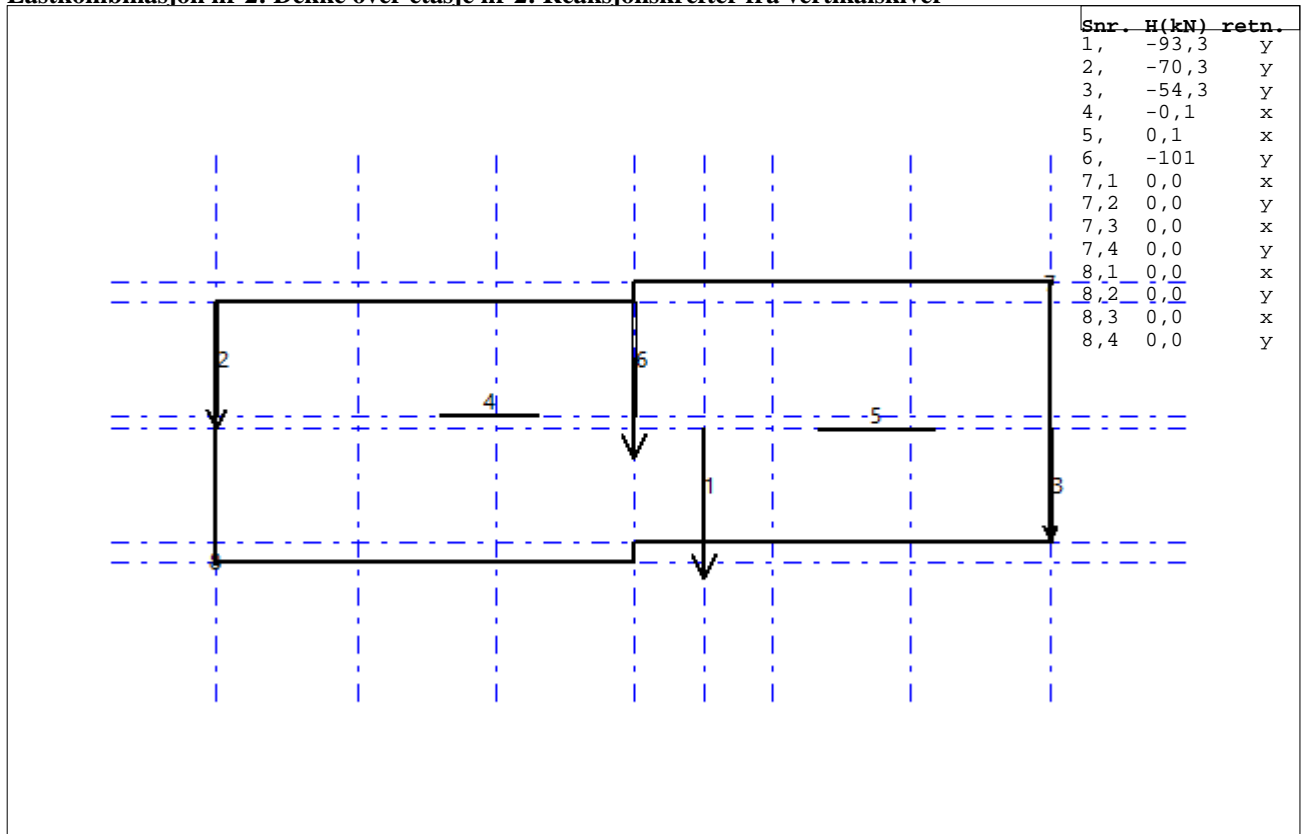 Lastkombinasjon nr 2: Dekke over etasje nr 2: Reaksjonskrefter fra vertikalskiver
Snr. H(kN) retn.
1, -93,3 y
2, -70,3 y
3, -54,3 y
4, -0,1 x
5, 0,1 x
6, -101 y
7,1 0,0 x
7,2 0,0 y
7,3 0,0 x
7,4 0,0 y
8,1 0,0 x
8,2 0,0 y
8,3 0,0 x
8,4 0,0 y
7
2
6
4
5
1
3
8